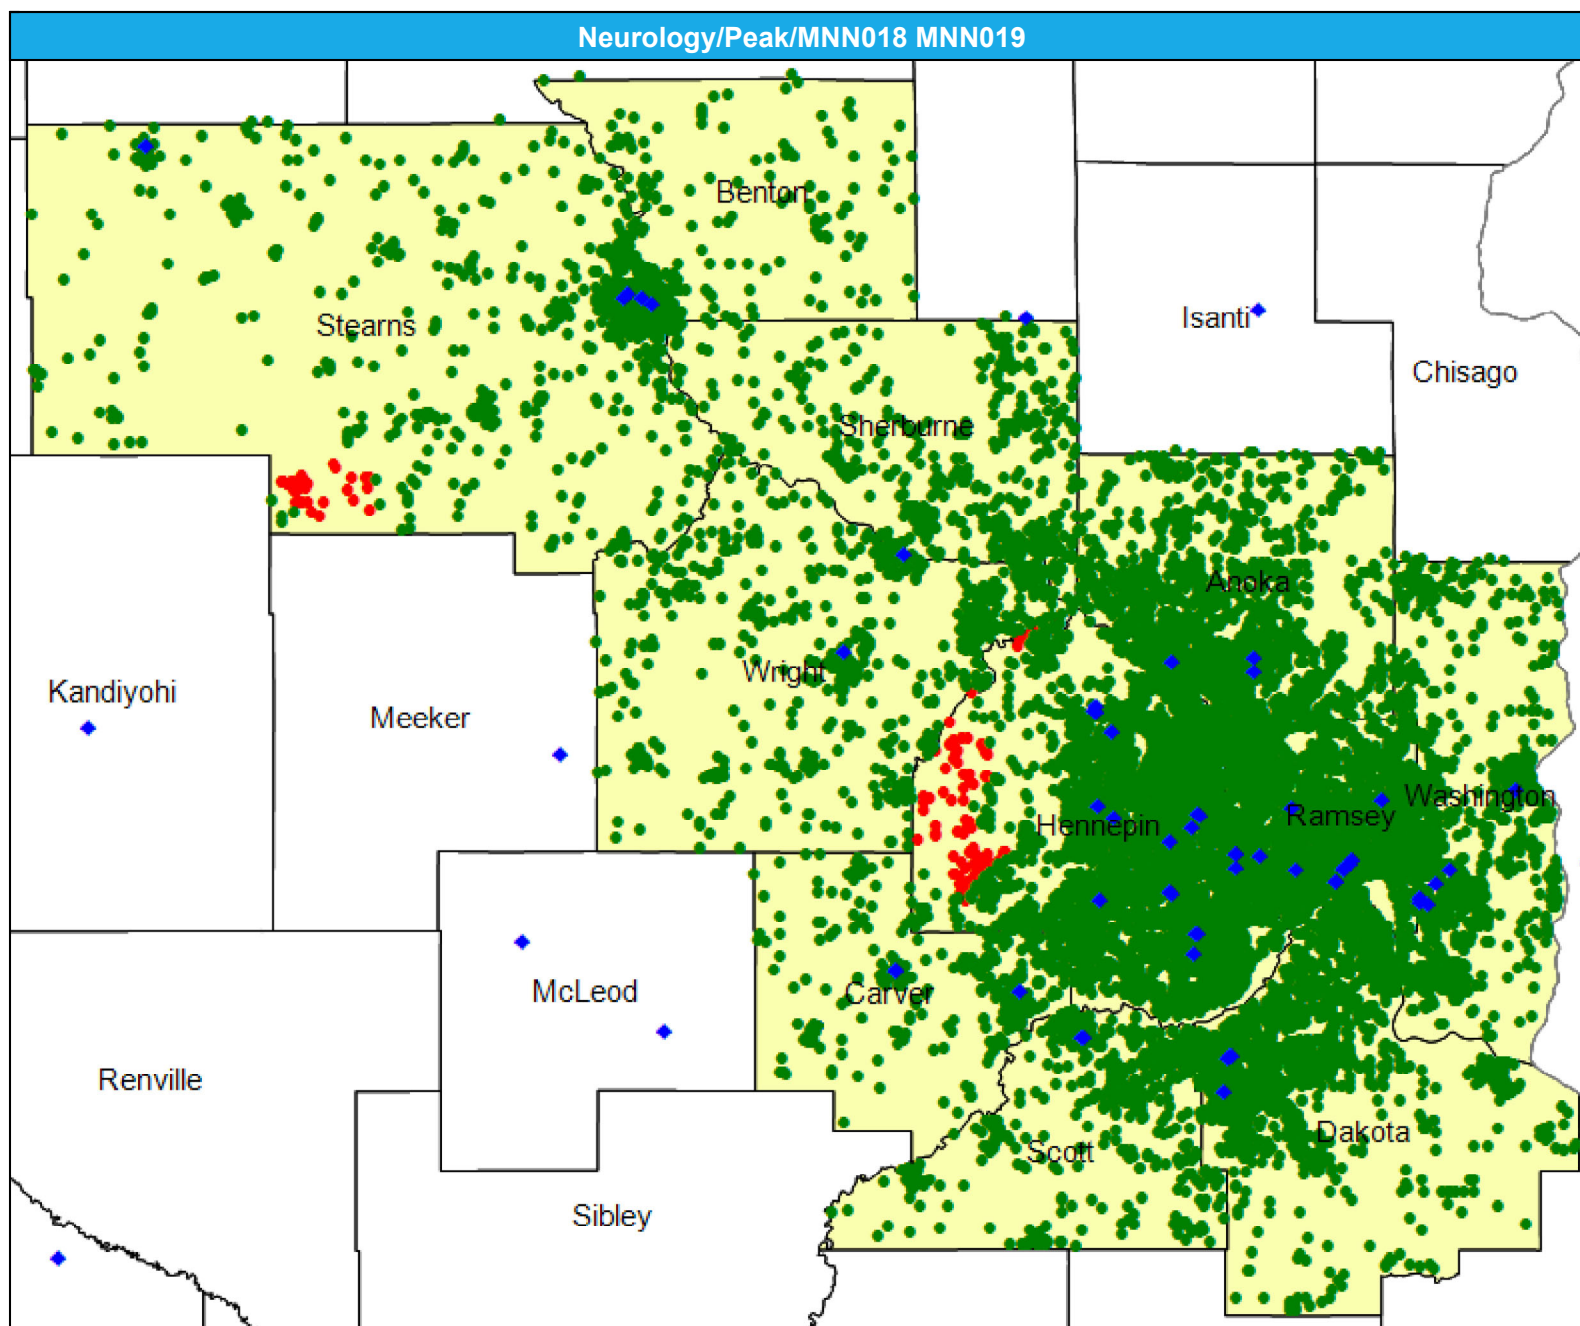 Neurology/Peak/MNN018 MNN019
Benton
Stearns
Isanti
Chisago
Sherburne
Anoka
Wright
Kandiyohi
Meeker
Washington
Hennepin
Ramsey
McLeod
Carver
Renville
Dakota
Scott
Sibley